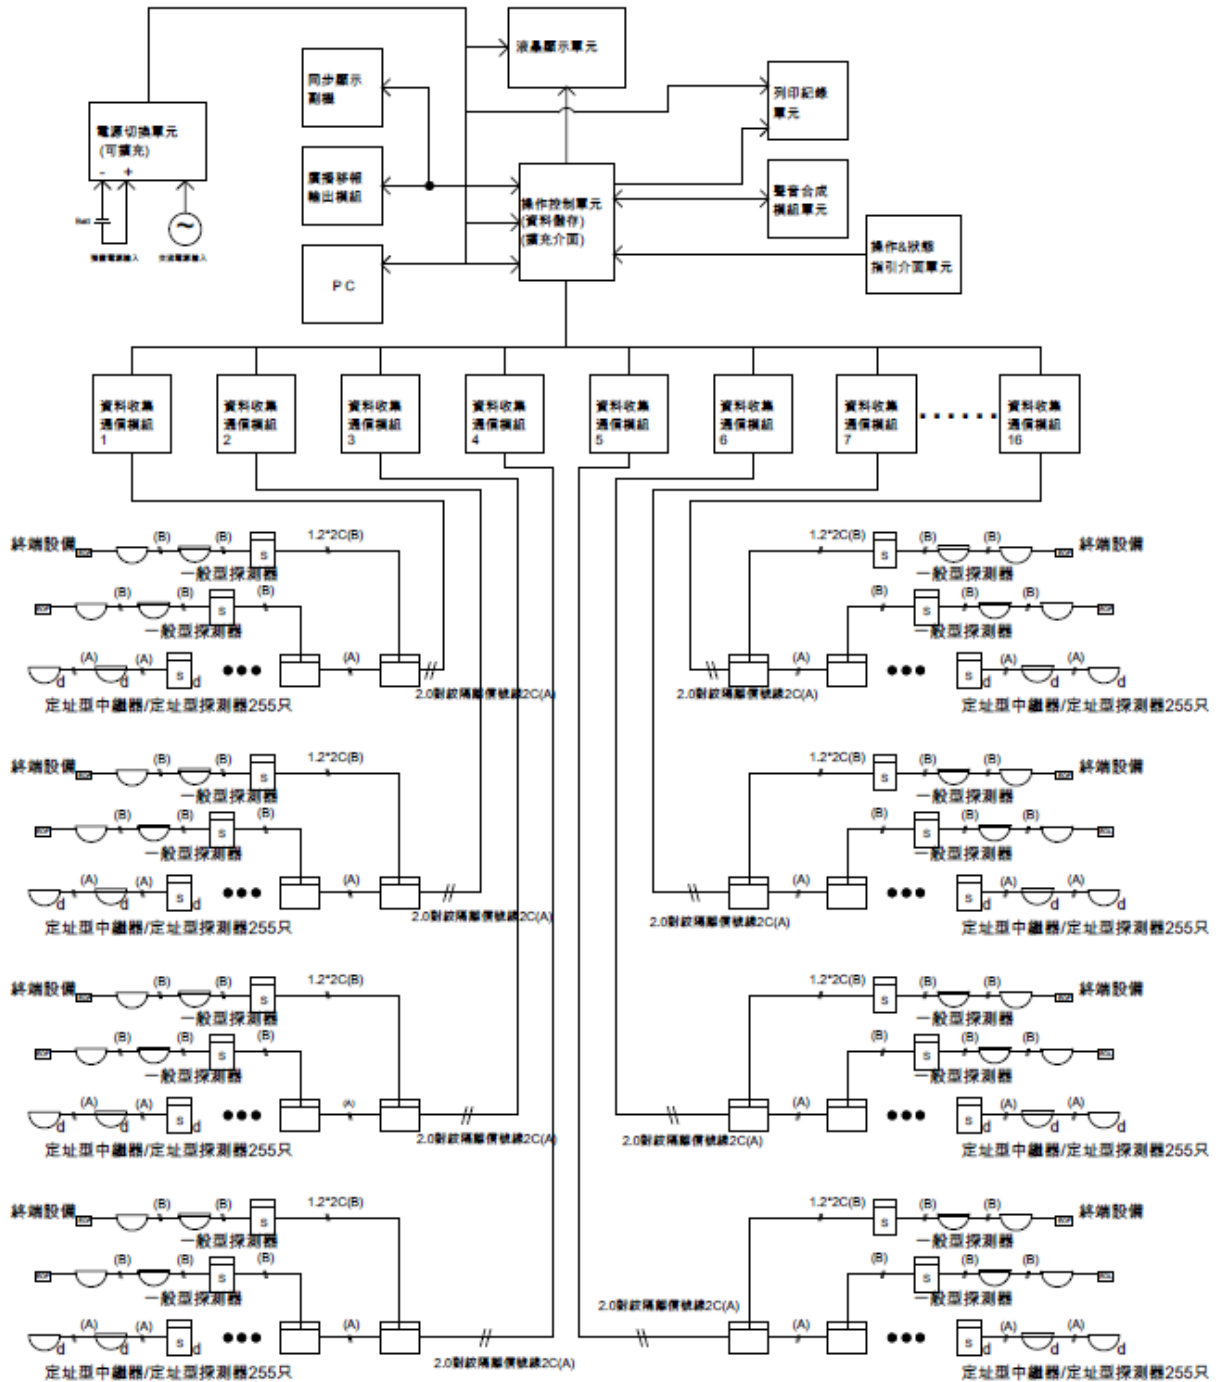 液晶顯示單元
同步顯示
副機
列印紀錄
單元
電源切換單元
(可擴充)
- +
廣播移報
輸出模組
聲音合成
模組單元
操作控制單元
(資料儲存)
(擴充介面)
操作&狀態
指引介面單元
交流電源輸入
PC
資料收集
通信模組
1
資料收集
通信模組
2
資料收集
通信模組
3
資料收集
通信模組
4
資料收集
通信模組
5
資料收集
通信模組
6
資料收集
通信模組
7
資料收集
通信模組
16
終端設備 (B) (B) S 1.2*2C(B)
一般型探測器
(B) (B) S (B)
一般型探測器
d (A) d (A) S d (A)
2.0對絞隔離信號線2C(A)
定址型中繼器/定址型探測器255只
1.2*2C(B) S (B) (B) 終端設備
一般型探測器
(B) S (B) (B)
一般型探測器
(A) S d (A) d (A) d
2.0對絞隔離信號線2C(A)
定址型中繼器/定址型探測器255只
終端設備 (B) (B) S 1.2*2C(B)
一般型探測器
(B) (B) S (B)
一般型探測器
d (A) d (A) S d (A)
2.0對絞隔離信號線2C(A)
定址型中繼器/定址型探測器255只
1.2*2C(B) S (B) (B) 終端設備
一般型探測器
(B) S (B) (B)
一般型探測器
(A) S d (A) d (A) d
2.0對絞隔離信號線2C(A)
定址型中繼器/定址型探測器255只
終端設備 (B) (B) S 1.2*2C(B)
一般型探測器
(B) (B) S (B)
一般型探測器
d (A) d (A) S d (A)
2.0對絞隔離信號線2C(A)
定址型中繼器/定址型探測器255只
1.2*2C(B) S (B) (B) 終端設備
一般型探測器
(B) S (B) (B)
一般型探測器
(A) S d (A) d (A) d
2.0對絞隔離信號線2C(A)
定址型中繼器/定址型探測器255只
終端設備 (B) (B) S 1.2*2C(B)
一般型探測器
(B) (B) S (B)
一般型探測器
d (A) d (A) S d (A)
2.0對絞隔離信號線2C(A)
定址型中繼器/定址型探測器255只
1.2*2C(B) S (B) (B) 終端設備
一般型探測器
(B) S (B) (B)
一般型探測器
2.0對絞隔離信號線2C(A)
(A) S d (A) d (A) d
定址型中繼器/定址型探測器255只